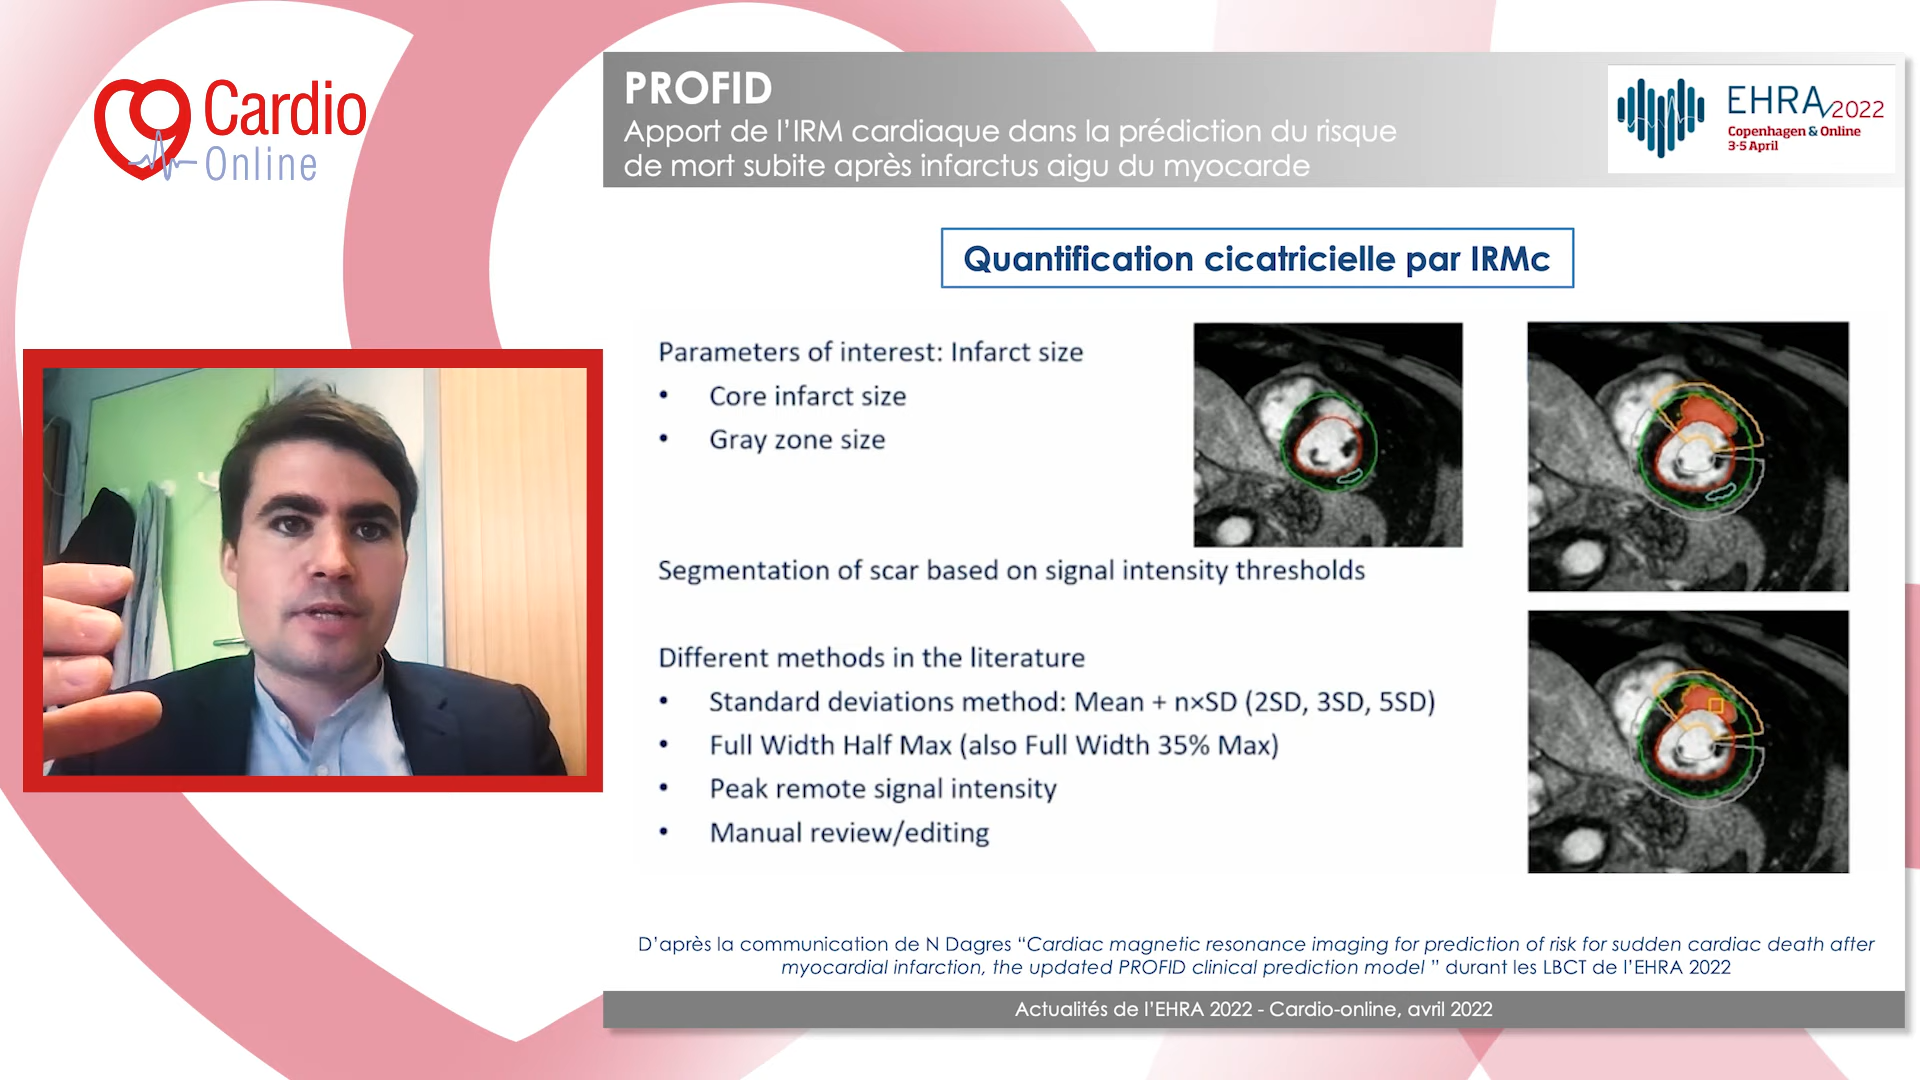 Cardio
Online
PROFID
Apport de l’IRM cardiaque dans la prédiction du risque
de mort subite après infarctus aigu du myocarde
EHRA 2022
Copenhagen & Online
3-5 April
Quantification cicatricielle par IRMc
Parameters of interest: Infarct size
• Core infarct size
• Gray zone size
Segmentation of scar based on signal intensity thresholds
Different methods in the literature
• Standard deviations method: Mean + n×SD (2SD, 3SD, 5SD)
• Full Width Half Max (also Full Width 35% Max)
• Peak remote signal intensity
• Manual review/editing
D’après la communication de N Dagres “Cardiac magnetic resonance imaging for prediction of risk for sudden cardiac death after
myocardial infarction, the updated PROFID clinical prediction model ” durant les LBCT de l’EHRA 2022
Actualités de l’EHRA 2022 - Cardio-online, avril 2022